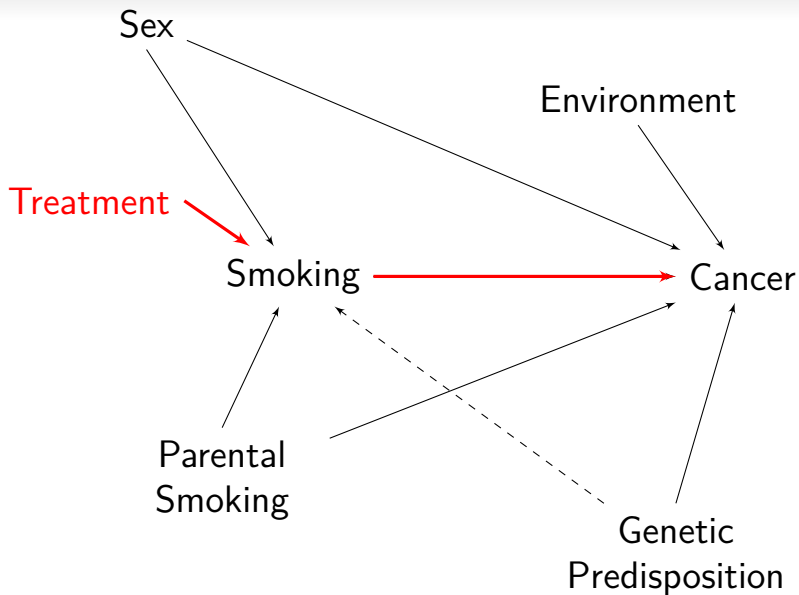 Sex
Environment
Treatment
Smoking
Cancer
Parental
Smoking
Genetic
Predisposition